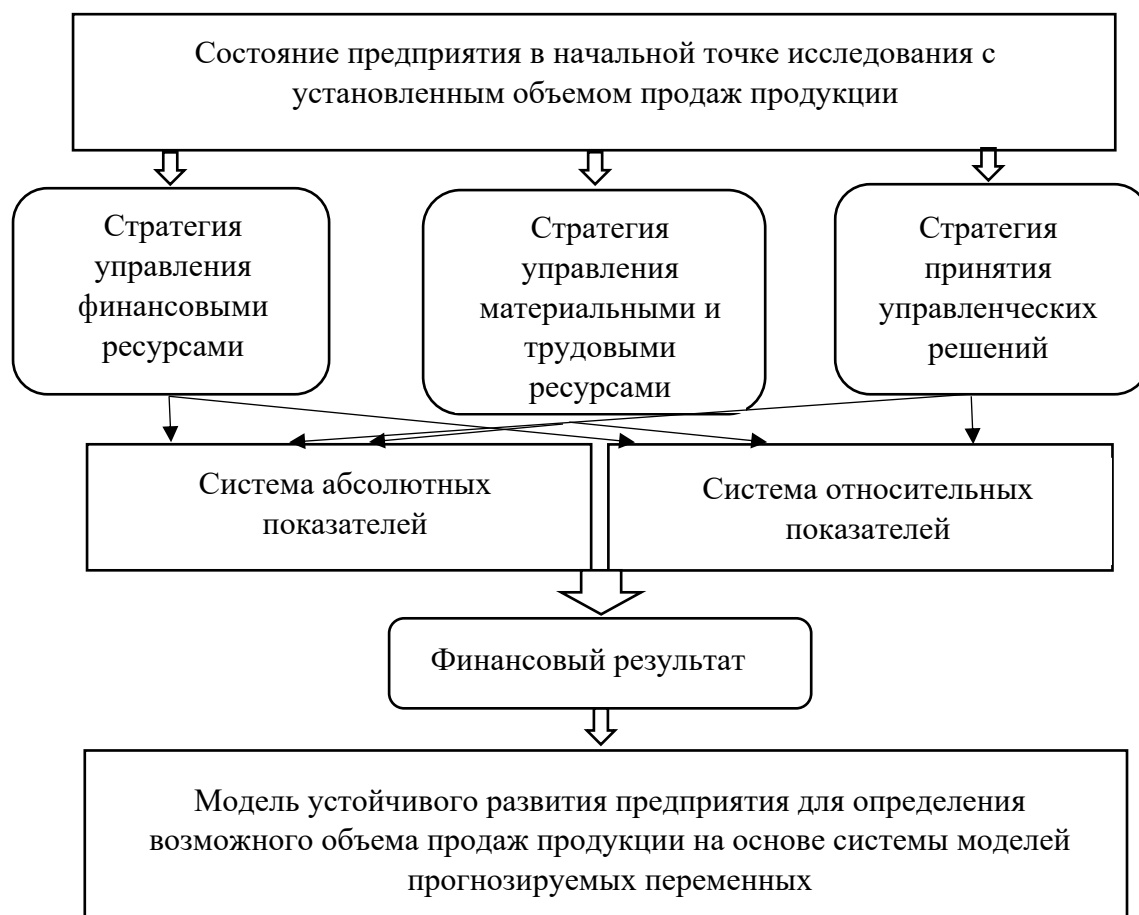 Состояние предприятия в начальной точке исследования с
установленным объемом продаж продукции
Стратегия
управления
финансовыми
ресурсами
Стратегия
управления
материальными и
трудовыми
ресурсами
Стратегия
принятия
управленческих
решений
Система абсолютных
показателей
Система относительных
показателей
Финансовый результат
Модель устойчивого развития предприятия для определения
возможного объема продаж продукции на основе системы моделей
прогнозируемых переменных